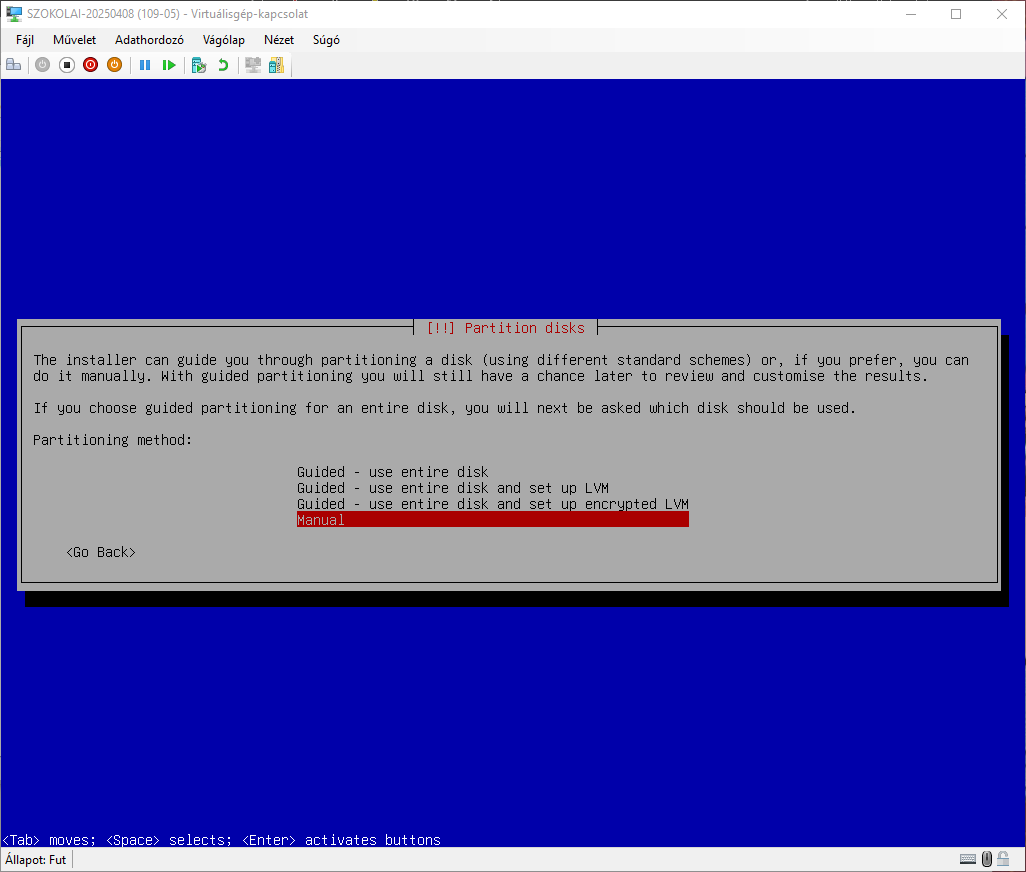 SZOKOLAI-20250408 (109-05) - Virtuálisgép-kapcsolat
Fájl Művelet Adathordozó Vágólap Nézet Súgó
[!!] Partition disks
The installer can guide you through partitioning a disk (using different standard schemes) or, if you prefer, you can
do it manually. With guided partitioning you will still have a chance later to review and customise the results.
If you choose guided partitioning for an entire disk, you will next be asked which disk should be used.
Partitioning method:
Guided - use entire disk
Guided - use entire disk and set up LVM
Guided - use entire disk and set up encrypted LVM
Manual
<Go Back>
<Tab> moves; <Space> selects; <Enter> activates buttons
Állapot: Fut